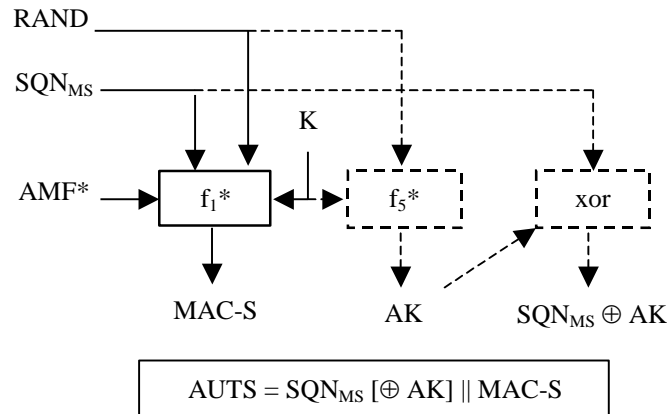 RAND
SQN_MS
K
AMF* f₁* f₅* xor
MAC-S AK SQN_MS ⊕ AK
AUTS = SQN_MS [⊕ AK] || MAC-S